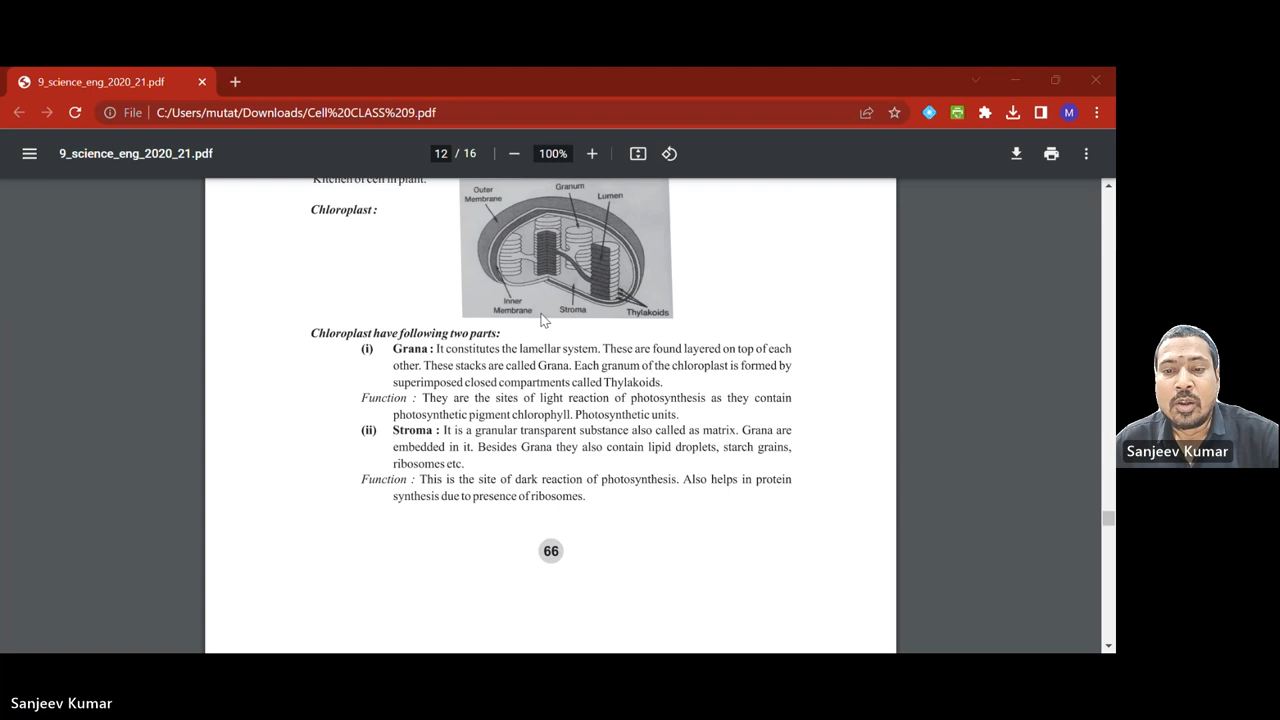 9_science_eng_2020_21.pdf
File C:/Users/mutat/Downloads/Cell%20CLASS%209.pdf
M
9_science_eng_2020_21.pdf
12 / 16
100%
Kitchen of cell in plant.
Chloroplast :
Outer
Membrane
Granum
Lumen
Inner
Membrane
Stroma
Thylakoids
Chloroplast have following two parts:
(i) Grana : It constitutes the lamellar system. These are found layered on top of each
other. These stacks are called Grana. Each granum of the chloroplast is formed by
superimposed closed compartments called Thylakoids.
Function : They are the sites of light reaction of photosynthesis as they contain
photosynthetic pigment chlorophyll. Photosynthetic units.
(ii) Stroma : It is a granular transparent substance also called as matrix. Grana are
embedded in it. Besides Grana they also contain lipid droplets, starch grains,
ribosomes etc.
Function : This is the site of dark reaction of photosynthesis. Also helps in protein
synthesis due to presence of ribosomes.
66
Sanjeev Kumar
Sanjeev Kumar